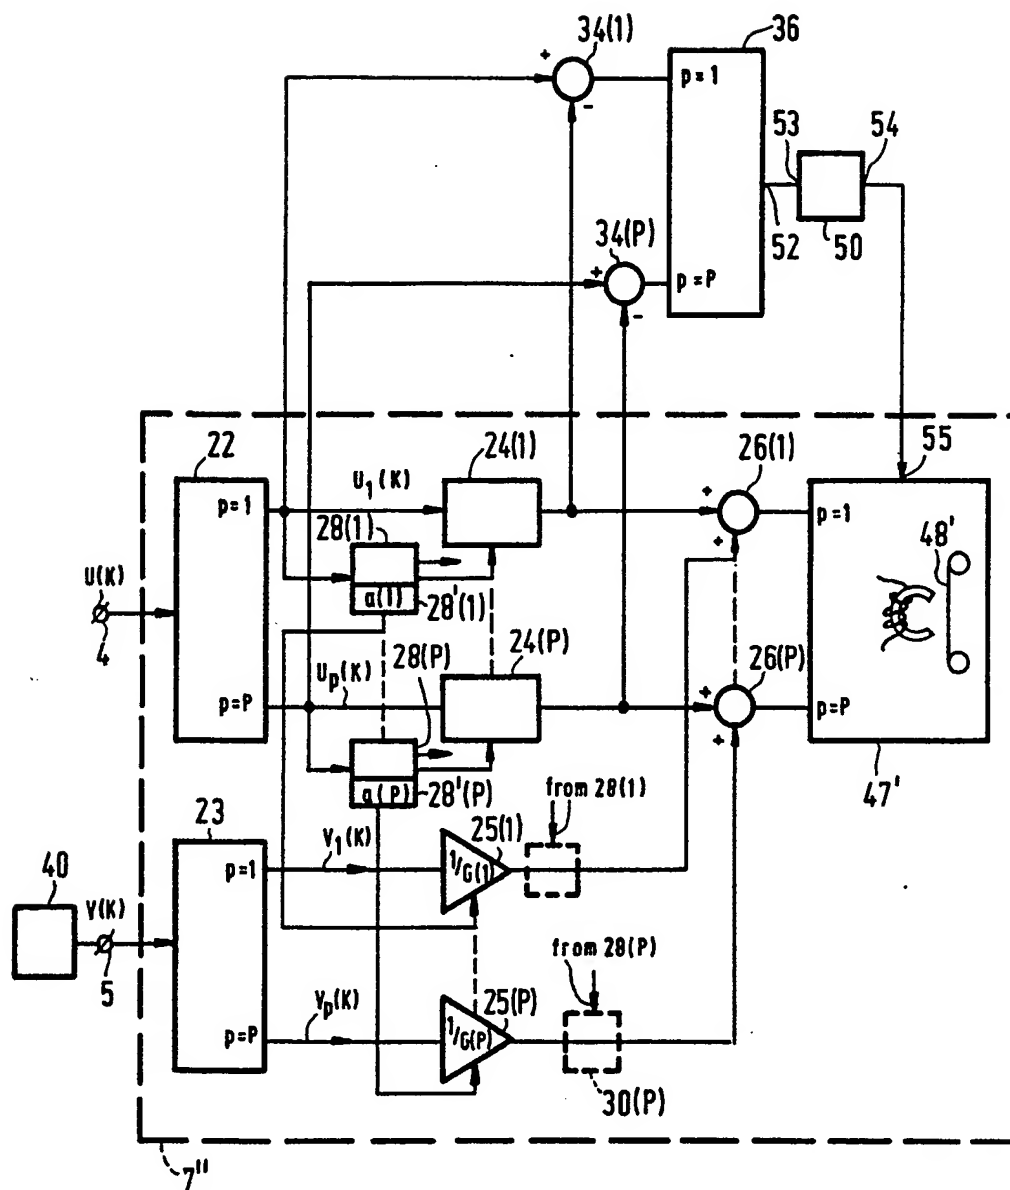 34(1)
36
+
p=1
-
53
54
34(P)
+
52
50
p=P
-
22
24(1)
26(1)
55
p=1
U1(K)
+
p=1
28(1)
+
48'
U(K)
a(1)
28'(1)
4
28(P)
24(P)
26(P)
Up(K)
+
p=P
p=P
+
a(P)
28'(P)
47'
from 28(1)
23
V1(K)
25(1)
p=1
1/G(1)
40
V(K)
from 28(P)
5
Vp(K)
25(P)
p=P
1/G(P)
30(P)
7"